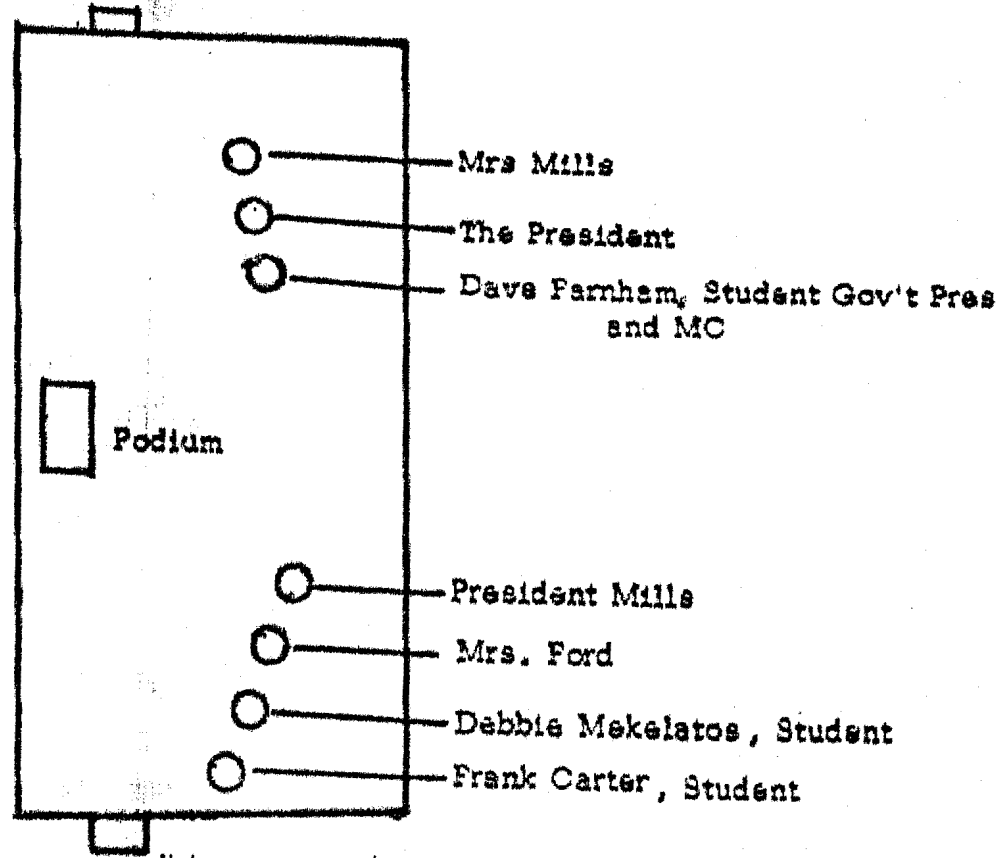 Mrs Mills
The President
Dave Farnham, Student Gov't Pres
and MC
Podium
President Mills
Mrs. Ford
Debbie Mekelatos, Student
Frank Carter, Student